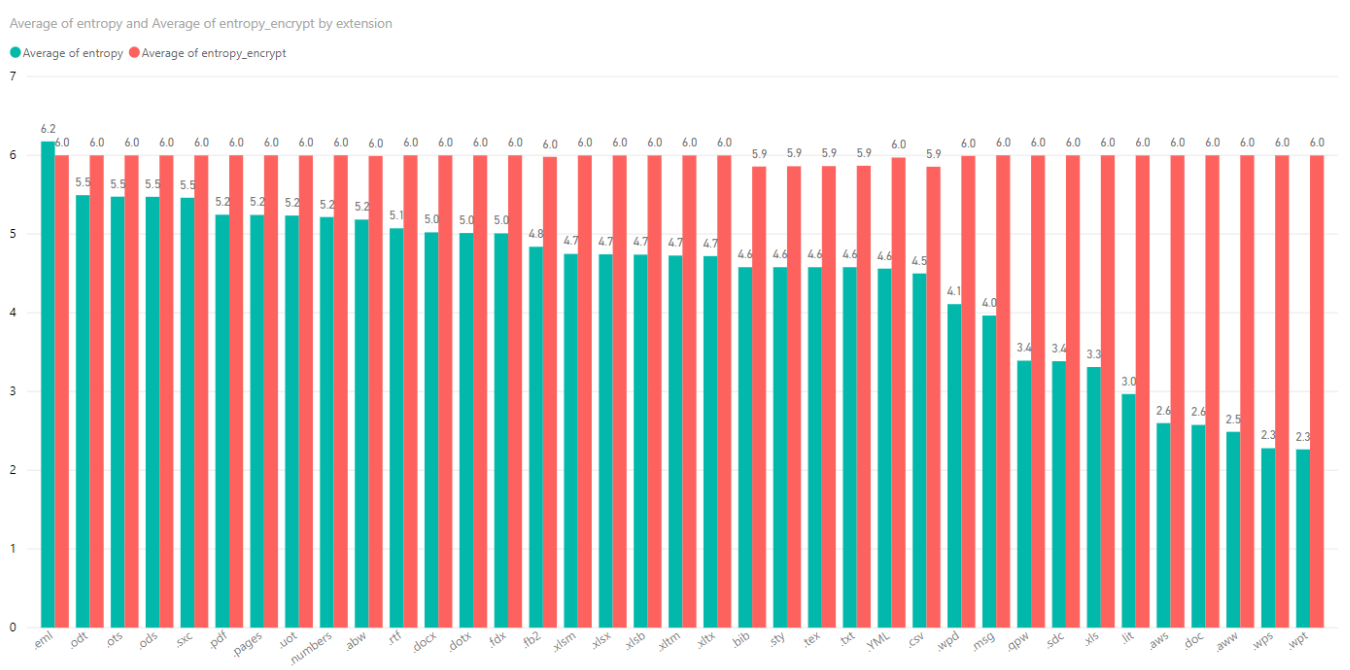 Average of entropy and Average of entropy_encrypt by extension
Average of entropy Average of entropy_encrypt
7
6.2 6.0 6.0 6.0 6.0 6.0 6.0 6.0 6.0 6.0 6.0 6.0 6.0 6.0 6.0 6.0 6.0 6.0 6.0 6.0 6.0 5.9 5.9 5.9 5.9 6.0 5.9 6.0 6.0 6.0 6.0 6.0 6.0 6.0 6.0 6.0 6.0 6.0
6
5.5 5.5 5.5 5.5 5.2 5.2 5.2 5.2 5.2 5.1 5.0 5.0 5.0
5
4.8 4.7 4.7 4.7 4.7 4.7 4.6 4.6 4.6 4.6 4.6 4.5 4.1 4.0
4
3.4 3.4 3.3 3.0
3
2.6 2.6 2.5 2.3 2.3
2
1
0
.eml .odt .ots .ods .sxc .pdf .pages .uot .numbers .abw .rtf .docx .dotx .fdx .fb2 .xlsm .xlsx .xlsb .xltm .xltx .bib .sty .tex .txt .YML .csv .wpd .msg .qpw .sdc .xls .lit .aws .doc .aww .wps .wpt